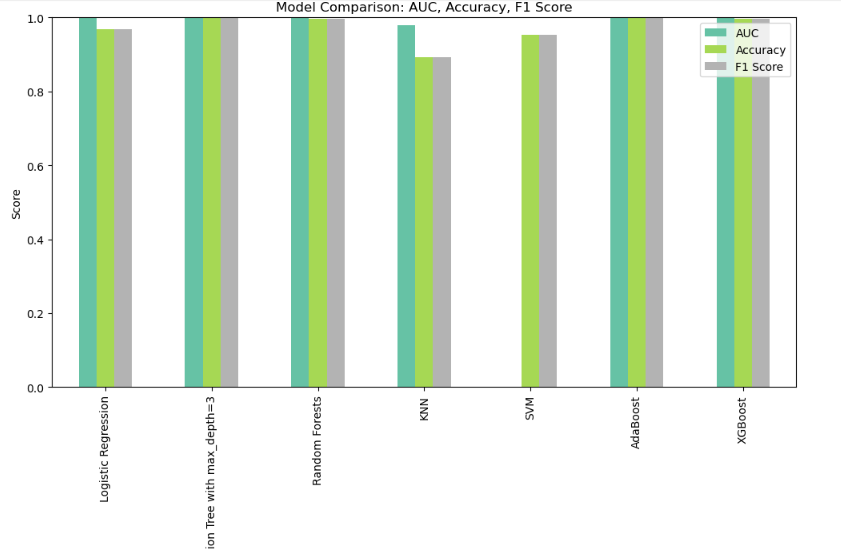 Model Comparison: AUC, Accuracy, F1 Score
1.0
0.8
0.6
0.4
0.2
0.0
Score
AUC
Accuracy
F1 Score
Logistic Regression
ion Tree with max_depth=3
Random Forests
KNN
SVM
AdaBoost
XGBoost